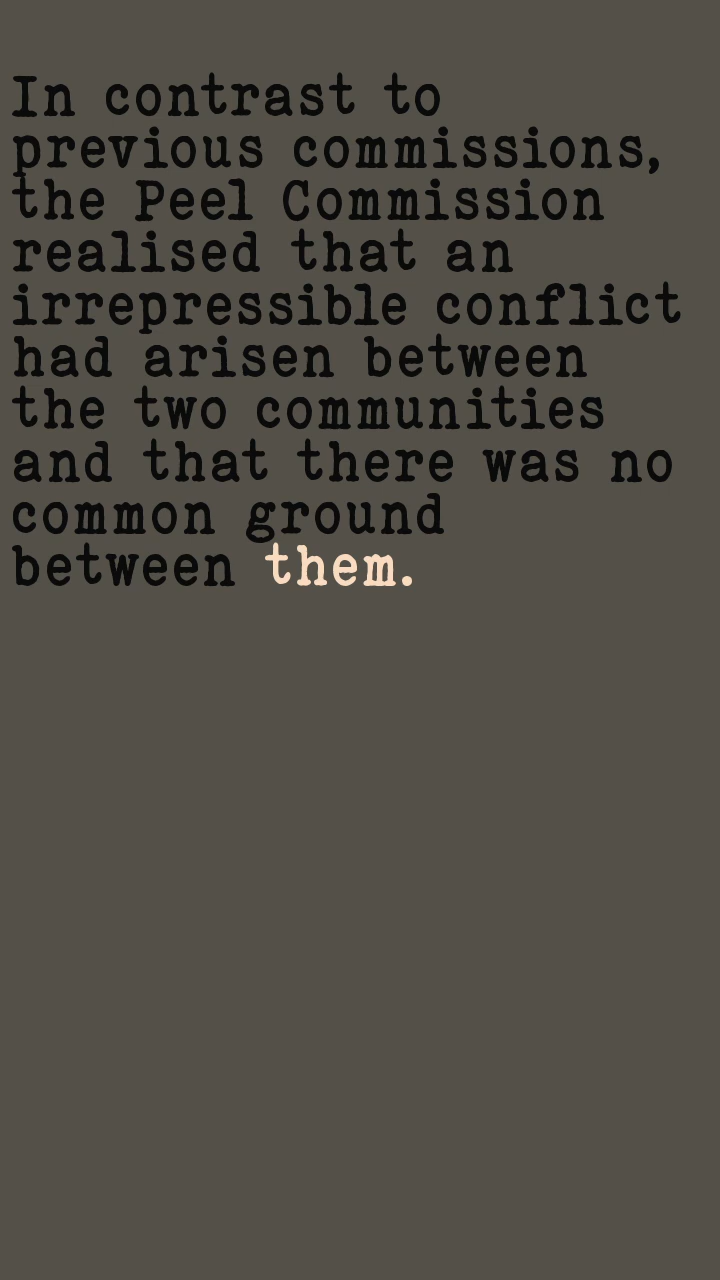 In contrast to
previous commissions,
the Peel Commission
realised that an
irrepressible conflict
had arisen between
the two communities
and that there was no
common ground
between them.